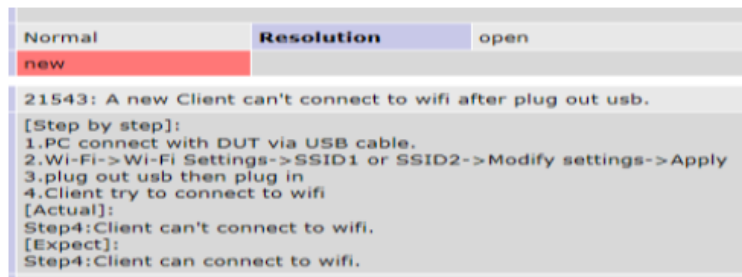 Normal Resolution open
new
21543: A new Client can't connect to wifi after plug out usb.
[Step by step]:
1.PC connect with DUT via USB cable.
2.Wi-Fi->Wi-Fi Settings->SSID1 or SSID2->Modify settings->Apply
3.plug out usb then plug in
4.Client try to connect to wifi
[Actual]:
Step4:Client can't connect to wifi.
[Expect]:
Step4:Client can connect to wifi.